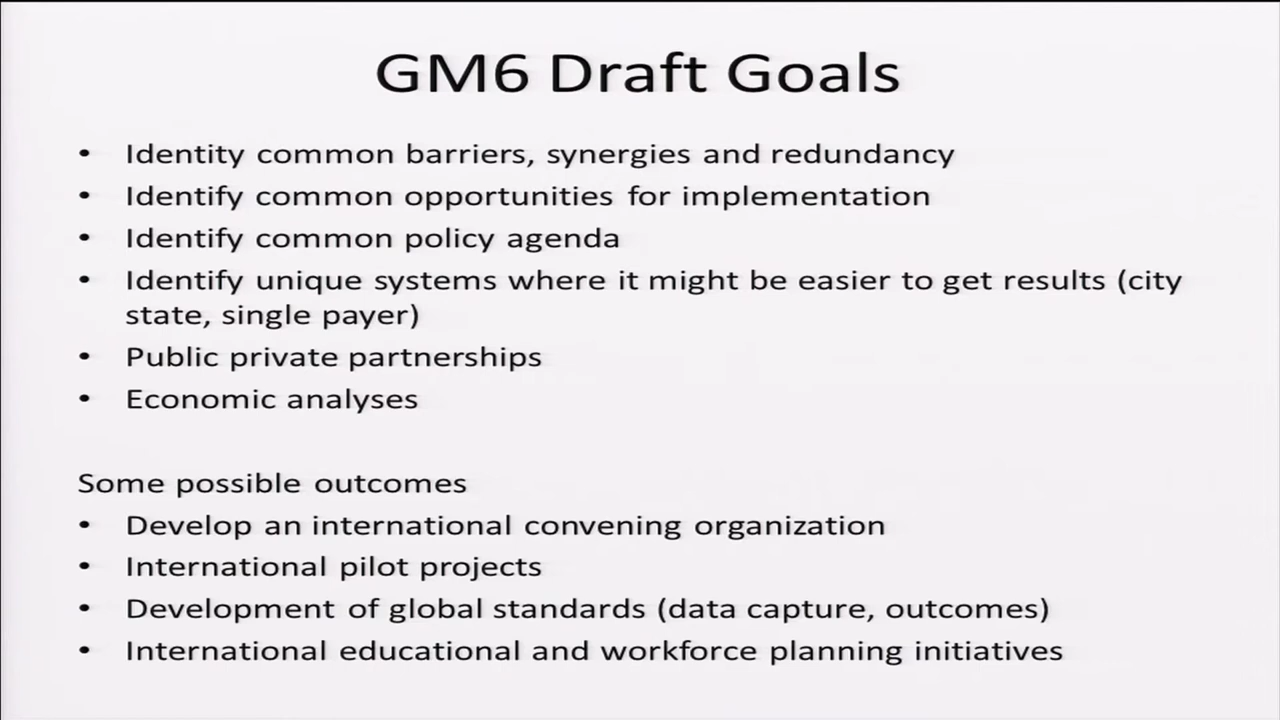 GM6 Draft Goals
• Identity common barriers, synergies and redundancy
• Identify common opportunities for implementation
• Identify common policy agenda
• Identify unique systems where it might be easier to get results (city
state, single payer)
• Public private partnerships
• Economic analyses
Some possible outcomes
• Develop an international convening organization
• International pilot projects
• Development of global standards (data capture, outcomes)
• International educational and workforce planning initiatives